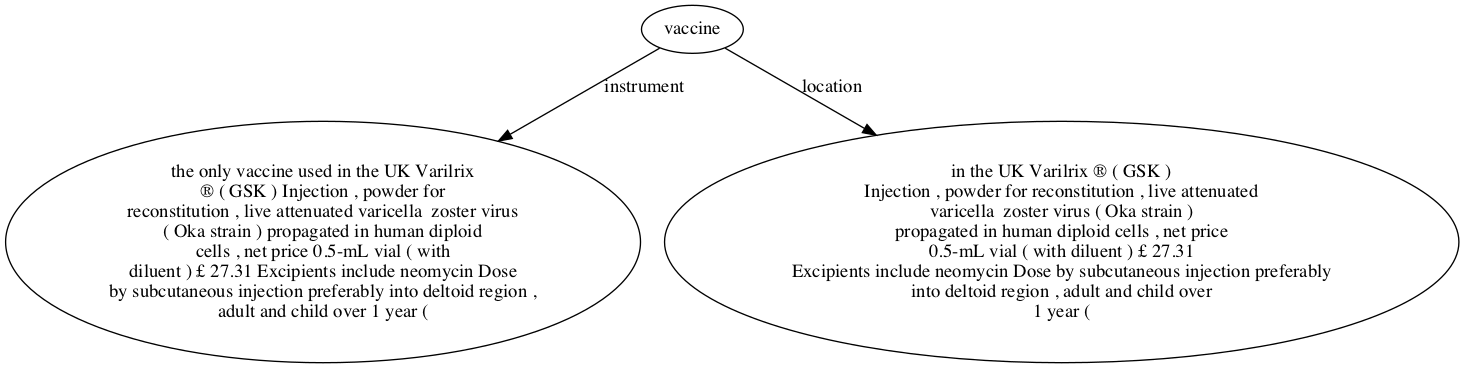 vaccine
instrument
location
the only vaccine used in the UK Varilrix
® ( GSK ) Injection , powder for
reconstitution , live attenuated varicella  zoster virus
( Oka strain ) propagated in human diploid
cells , net price 0.5-mL vial ( with
diluent ) £ 27.31 Excipients include neomycin Dose
by subcutaneous injection preferably into deltoid region ,
adult and child over 1 year (
in the UK Varilrix ® ( GSK )
Injection , powder for reconstitution , live attenuated
varicella  zoster virus ( Oka strain )
propagated in human diploid cells , net price
0.5-mL vial ( with diluent ) £ 27.31
Excipients include neomycin Dose by subcutaneous injection preferably
into deltoid region , adult and child over
1 year (